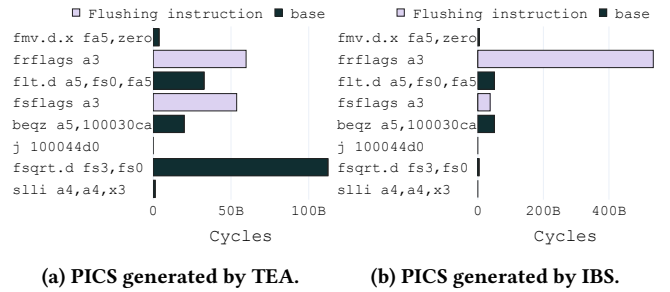 Flushing instruction base
fmv.d.x fa5,zero
frflags a3
flt.d a5,fs0,fa5
fsflags a3
beqz a5,100030ca
j 100044d0
fsqrt.d fs3,fs0
slli a4,a4,x3
0 50B 100B
Cycles
(a) PICS generated by TEA.
Flushing instruction base
fmv.d.x fa5,zero
frflags a3
flt.d a5,fs0,fa5
fsflags a3
beqz a5,100030ca
j 100044d0
fsqrt.d fs3,fs0
slli a4,a4,x3
0 200B 400B
Cycles
(b) PICS generated by IBS.